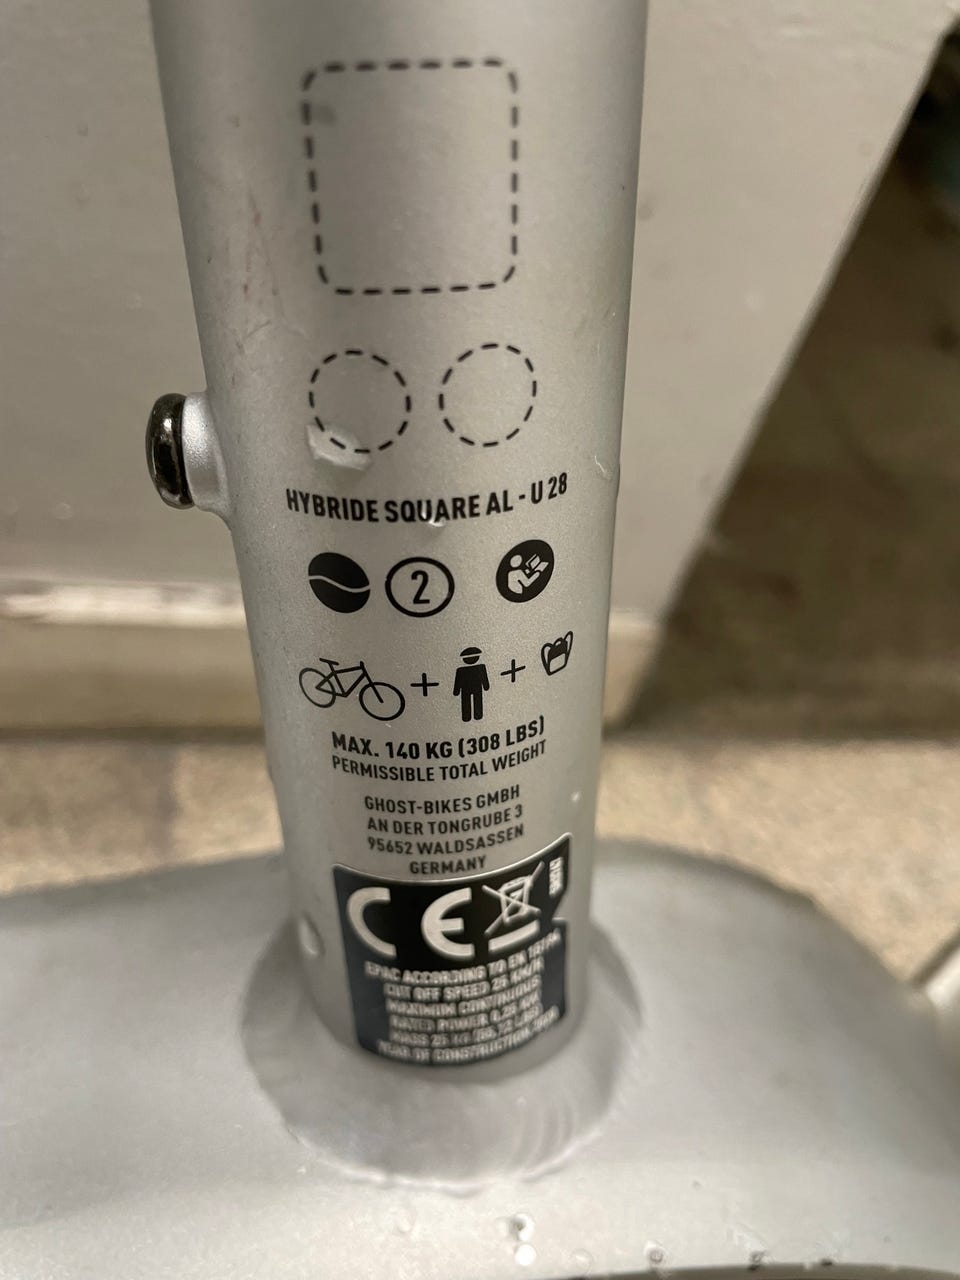 HYBRIDE SQUARE AL - U 28
2
MAX. 140 KG (308 LBS)
PERMISSIBLE TOTAL WEIGHT
GHOST-BIKES GMBH
AN DER TONGRUBE 3
95652 WALDSASSEN
GERMANY
CE
EPAC ACCORDING TO EN
CUT OFF SPEED 25 KM/H
MAXIMUM CONTINUOUS
RATED POWER 0,25 KW
MASS 25
YEAR OF CONSTRUCTION